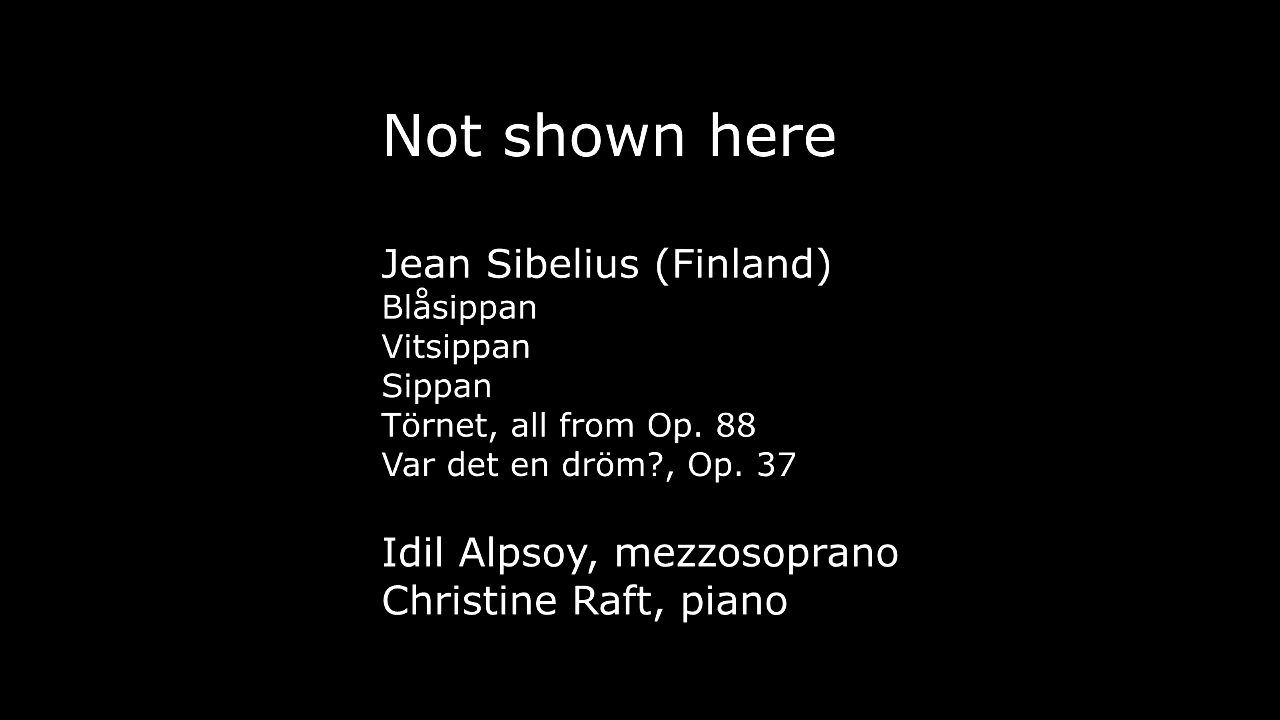 Not shown here
Jean Sibelius (Finland)
Blåsippan
Vitsippan
Sippan
Törnet, all from Op. 88
Var det en dröm?, Op. 37
Idil Alpsoy, mezzosoprano
Christine Raft, piano